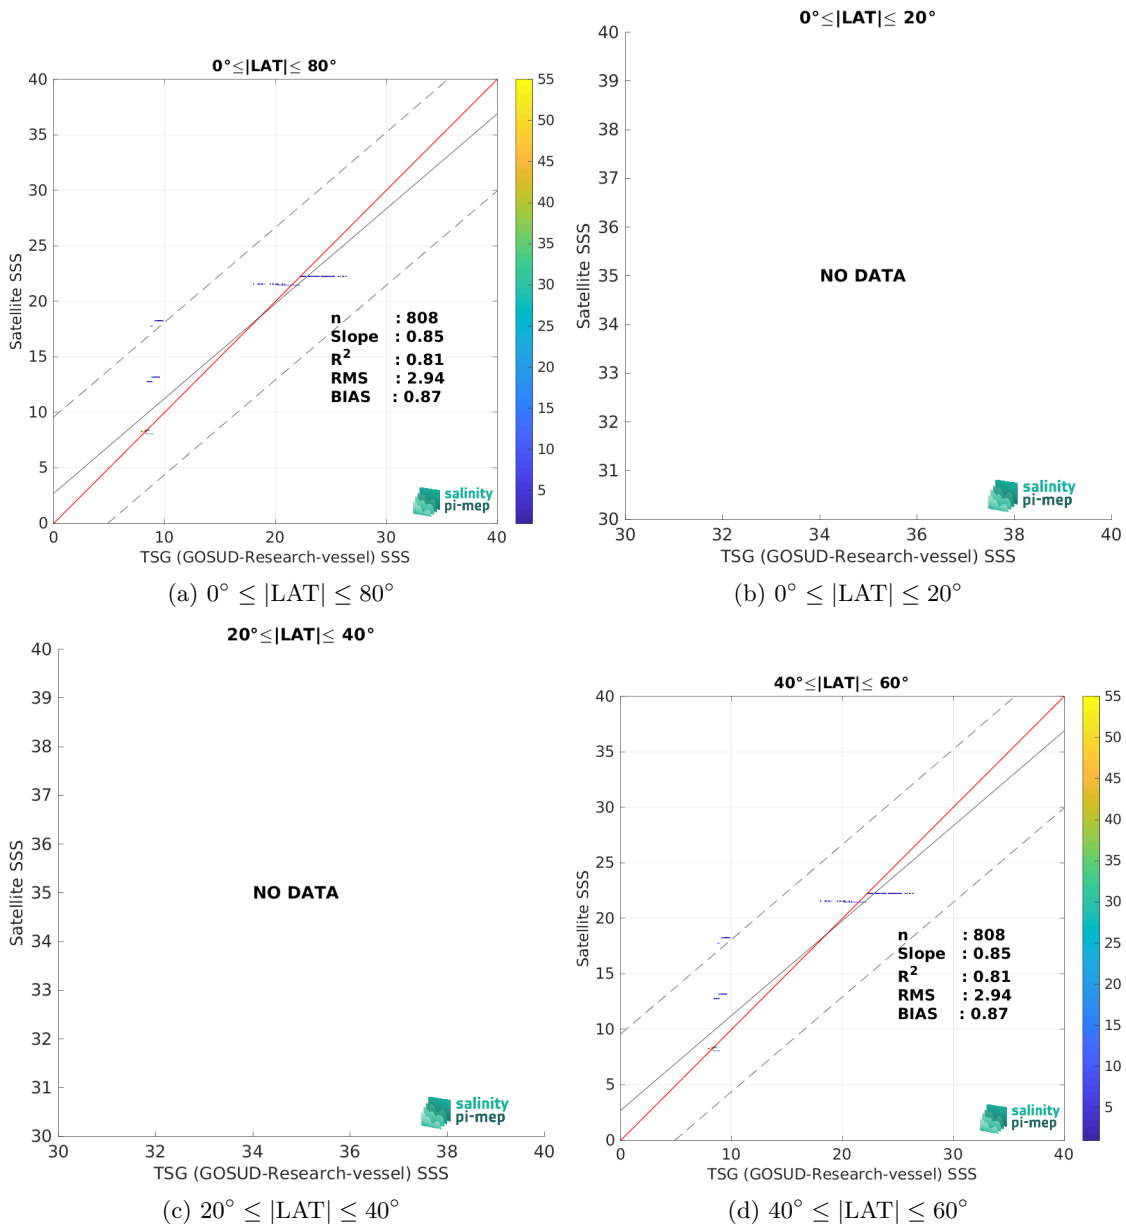 0°≤|LAT|≤ 80°
40
35
30
25
20
15
10
5
0
0
10
20
30
40
Satellite SSS
TSG (GOSUD-Research-vessel) SSS
n : 808
Slope : 0.85
R² : 0.81
RMS : 2.94
BIAS : 0.87
salinity
pi-mep
55
50
45
40
35
30
25
20
15
10
5
(a) 0° ≤ |LAT| ≤ 80°
0°≤|LAT|≤ 20°
40
39
38
37
36
35
34
33
32
31
30
30
32
34
36
38
40
Satellite SSS
TSG (GOSUD-Research-vessel) SSS
NO DATA
salinity
pi-mep
(b) 0° ≤ |LAT| ≤ 20°
20°≤|LAT|≤ 40°
40
39
38
37
36
35
34
33
32
31
30
30
32
34
36
38
40
Satellite SSS
TSG (GOSUD-Research-vessel) SSS
NO DATA
salinity
pi-mep
(c) 20° ≤ |LAT| ≤ 40°
40°≤|LAT|≤ 60°
40
35
30
25
20
15
10
5
0
0
10
20
30
40
Satellite SSS
TSG (GOSUD-Research-vessel) SSS
n : 808
Slope : 0.85
R² : 0.81
RMS : 2.94
BIAS : 0.87
salinity
pi-mep
55
50
45
40
35
30
25
20
15
10
5
(d) 40° ≤ |LAT| ≤ 60°